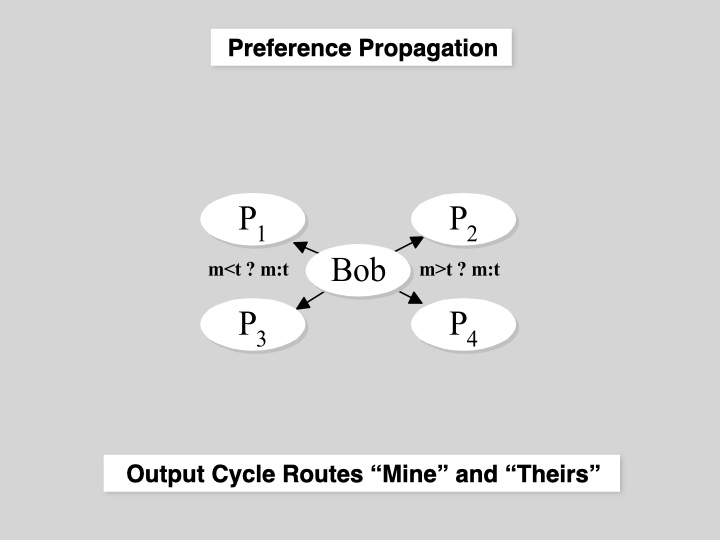 Preference Propagation
P1
P2
Bob
m<t ? m:t
m>t ? m:t
P3
P4
Output Cycle Routes “Mine” and “Theirs”